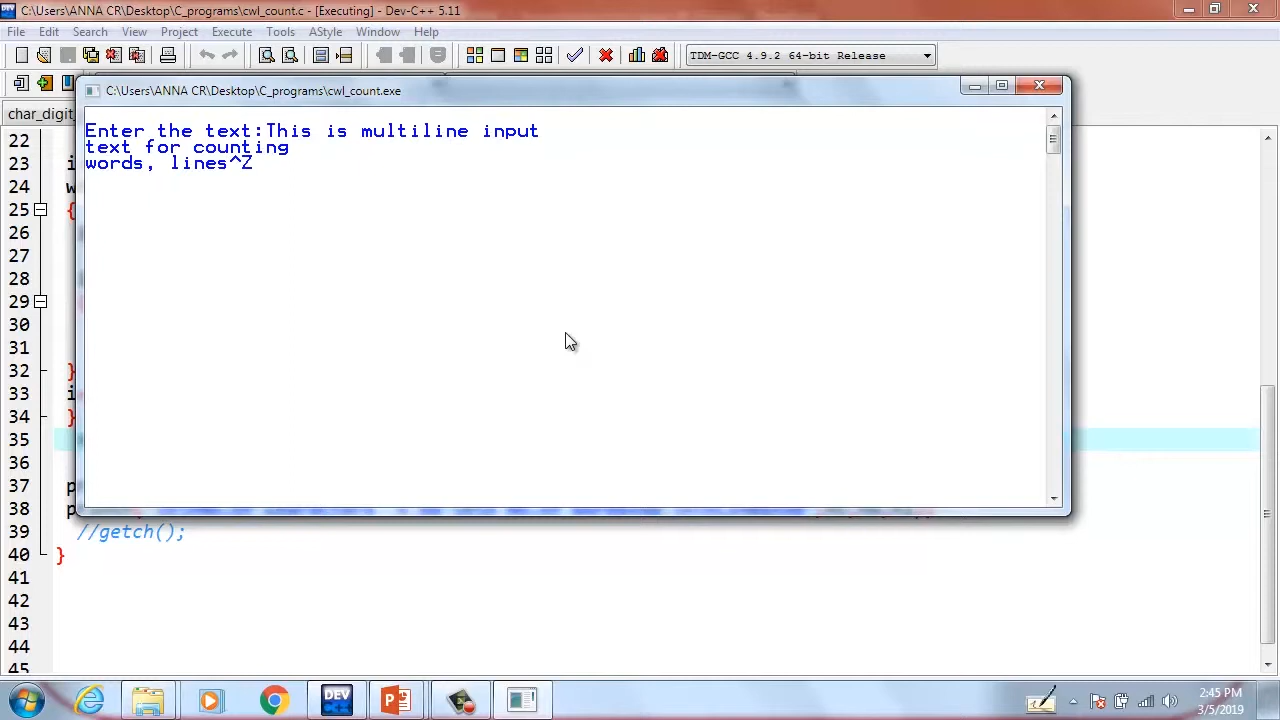 C:\Users\ANNA CR\Desktop\C_programs\cwl_count.c - [Executing] - Dev-C++ 5.11
File Edit Search View Project Execute Tools AStyle Window Help
TDM-GCC 4.9.2 64-bit Release
C:\Users\ANNA CR\Desktop\C_programs\cwl_count.exe
char_digit_
Enter the text:This is multiline input
text for counting
words, lines^Z
22
23 i
24 w
25 {
26
27
28
29
30
31
32 }
33 i
34 }
35
36
37 p
38 p
39 //getch();
40 }
41
42
43
44
45
DEV
C++
2:45 PM
3/5/2019